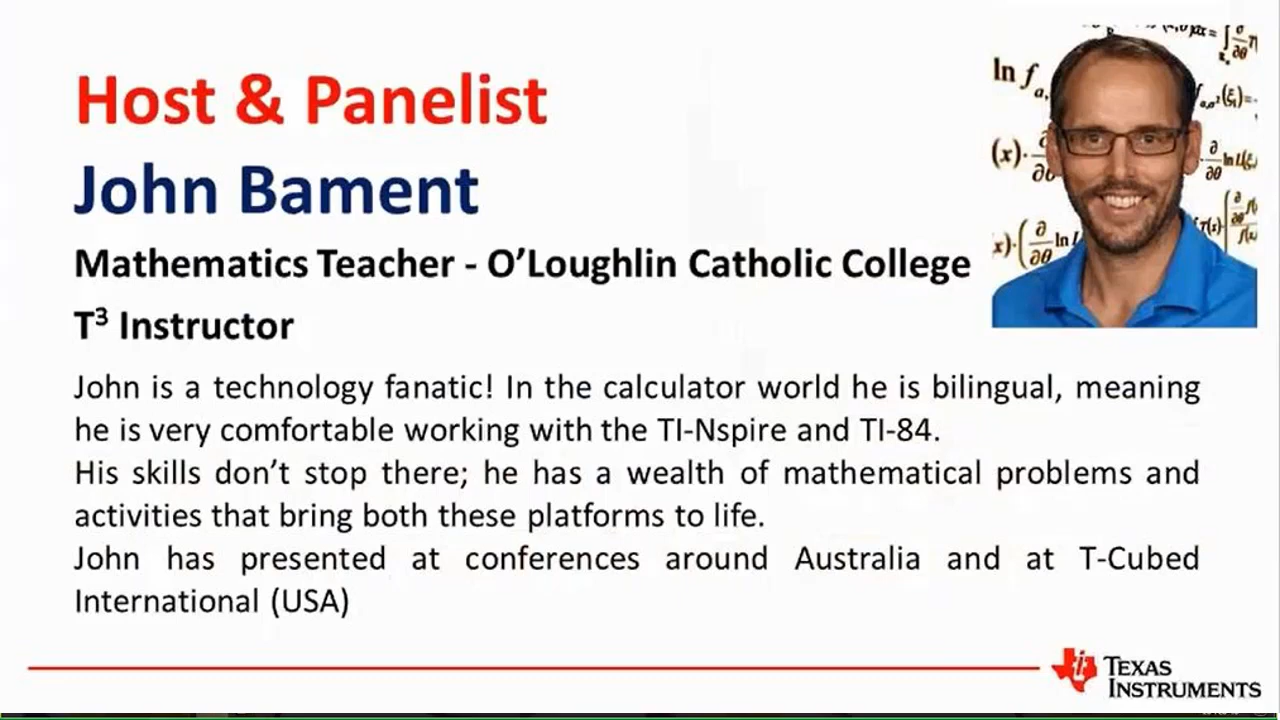 Host & Panelist
John Bament
Mathematics Teacher - O’Loughlin Catholic College
T³ Instructor
John is a technology fanatic! In the calculator world he is bilingual, meaning
he is very comfortable working with the TI-Nspire and TI-84.
His skills don’t stop there; he has a wealth of mathematical problems and
activities that bring both these platforms to life.
John has presented at conferences around Australia and at T-Cubed
International (USA)
TEXAS
INSTRUMENTS